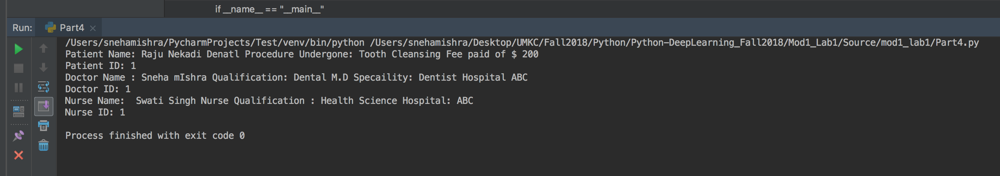 if __name__ == "__main__"
Run: Part4
/Users/snehamishra/PycharmProjects/Test/venv/bin/python /Users/snehamishra/Desktop/UMKC/Fall2018/Python/Python-DeepLearning_Fall2018/Mod1_Lab1/Source/mod1_lab1/Part4.py
Patient Name: Raju Nekadi Denatl Procedure Undergone: Tooth Cleansing Fee paid of $ 200
Patient ID: 1
Doctor Name : Sneha mIshra Qualification: Dental M.D Specaility: Dentist Hospital ABC
Doctor ID: 1
Nurse Name:  Swati Singh Nurse Qualification : Health Science Hospital: ABC
Nurse ID: 1
Process finished with exit code 0